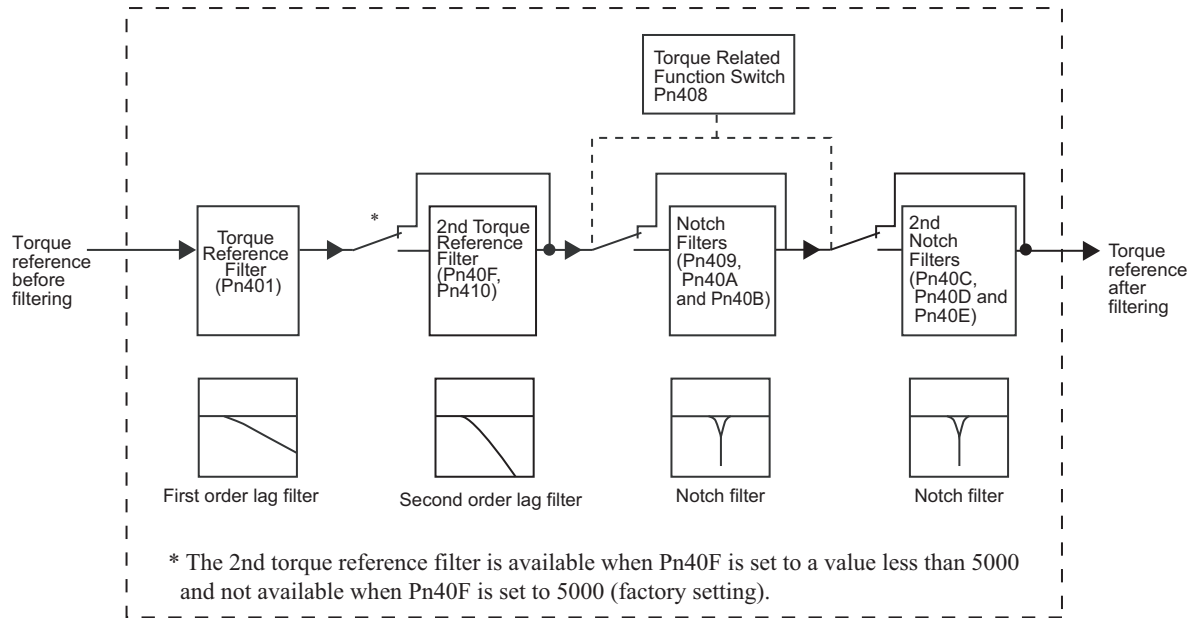 Torque Related
Function Switch
Pn408
*
Torque
reference
before
filtering
Torque
Reference
Filter
(Pn401)
2nd Torque
Reference
Filter
(Pn40F,
Pn410)
Notch
Filters
(Pn409,
Pn40A
and Pn40B)
2nd
Notch
Filters
(Pn40C,
Pn40D and
Pn40E)
Torque
reference
after
filtering
First order lag filter
Second order lag filter
Notch filter
Notch filter
* The 2nd torque reference filter is available when Pn40F is set to a value less than 5000
and not available when Pn40F is set to 5000 (factory setting).